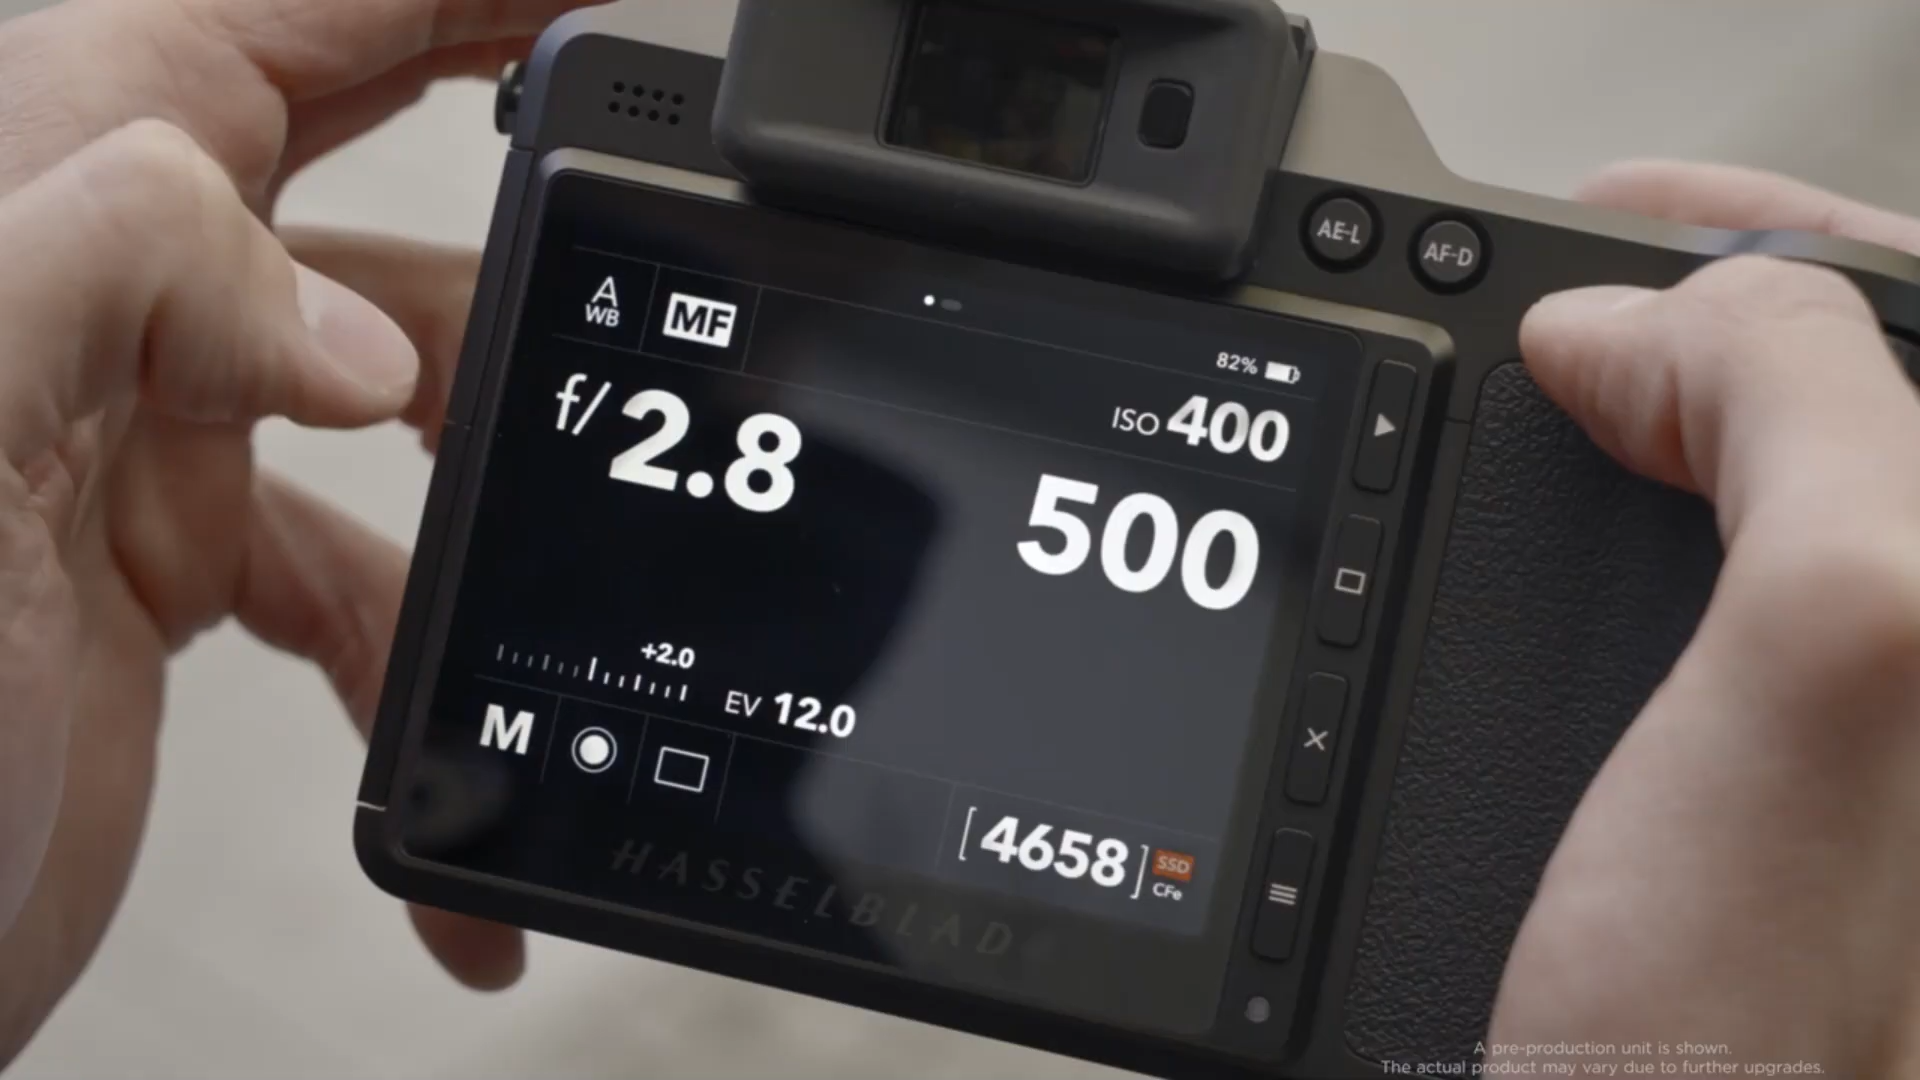 AE-L
AF-D
A
WB
MF
82%
f/2.8
ISO 400
500
+2.0
EV 12.0
M
[4658]
SSD
CFe
HASSELBLAD
A pre-production unit is shown.
The actual product may vary due to further upgrades.